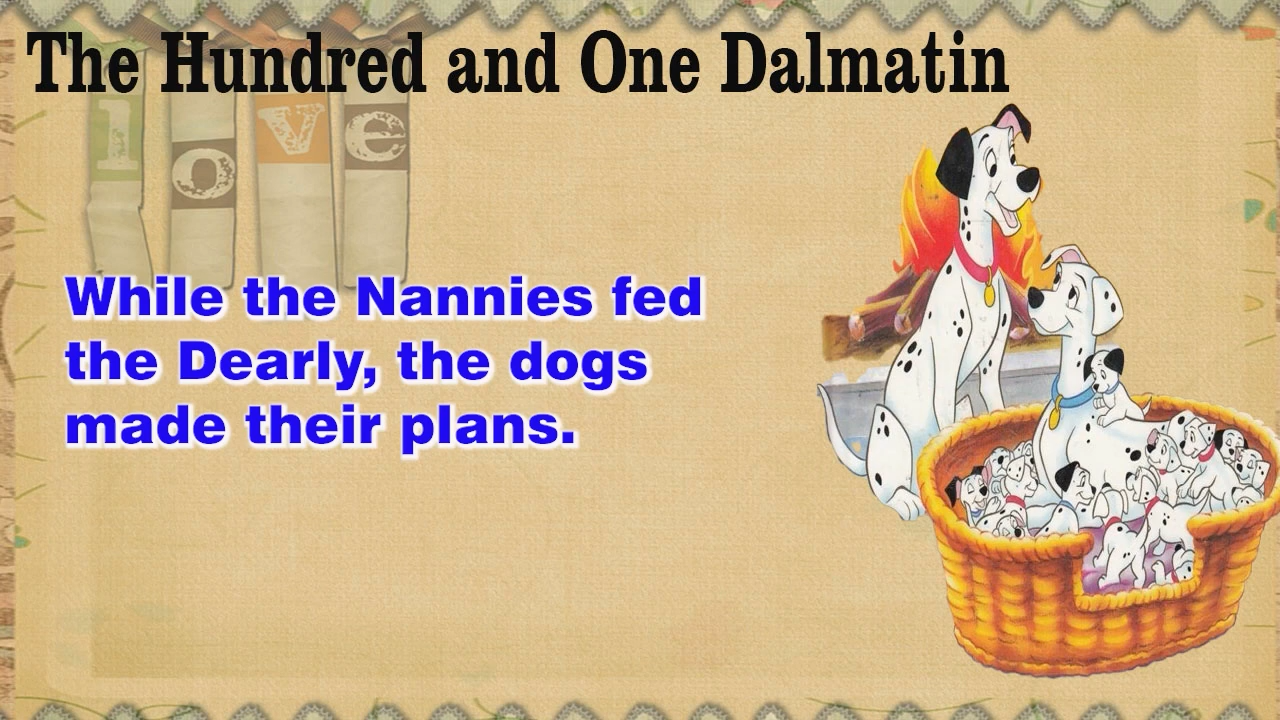 The Hundred and One Dalmatin
love
While the Nannies fed
the Dearly, the dogs
made their plans.